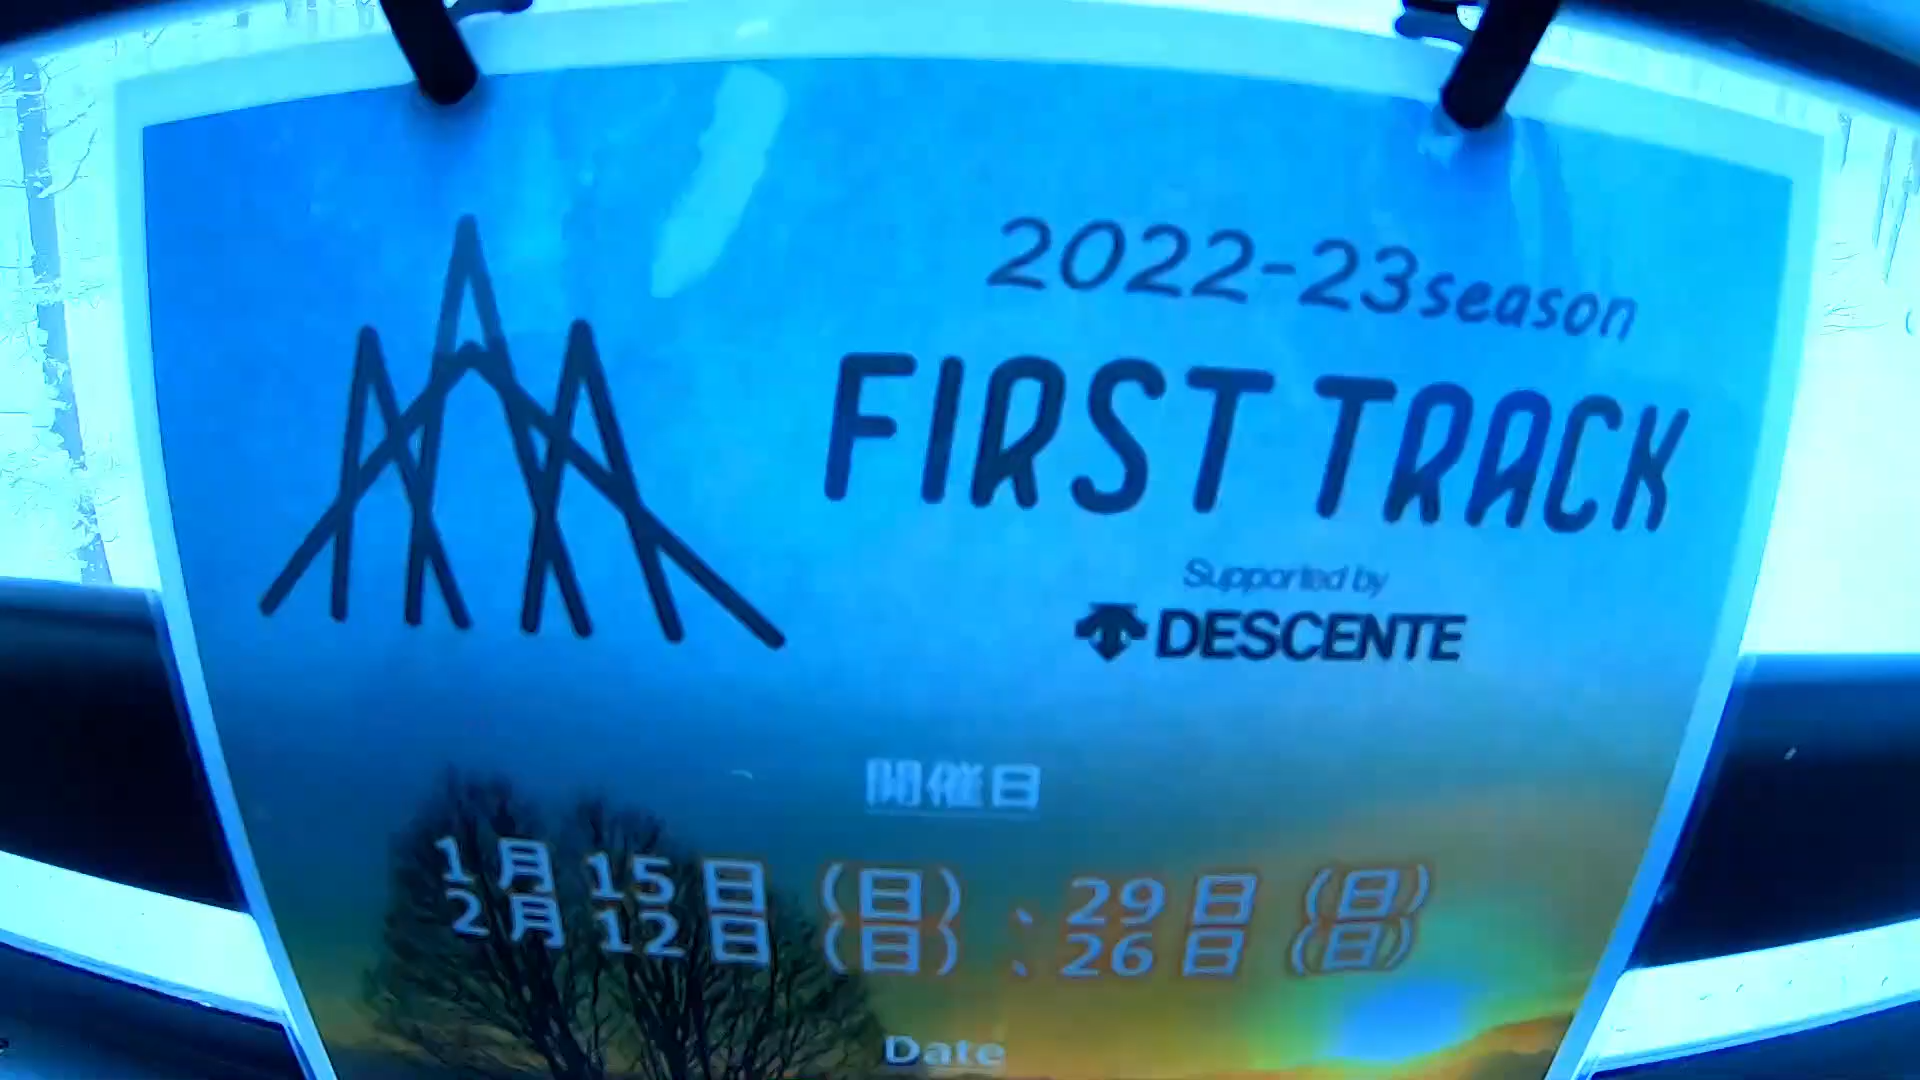 2022-23season
FIRST TRACK
Supported by
DESCENTE
開催日
1月15日（日）、29日（日）
2月12日（日）、26日（日）
Date